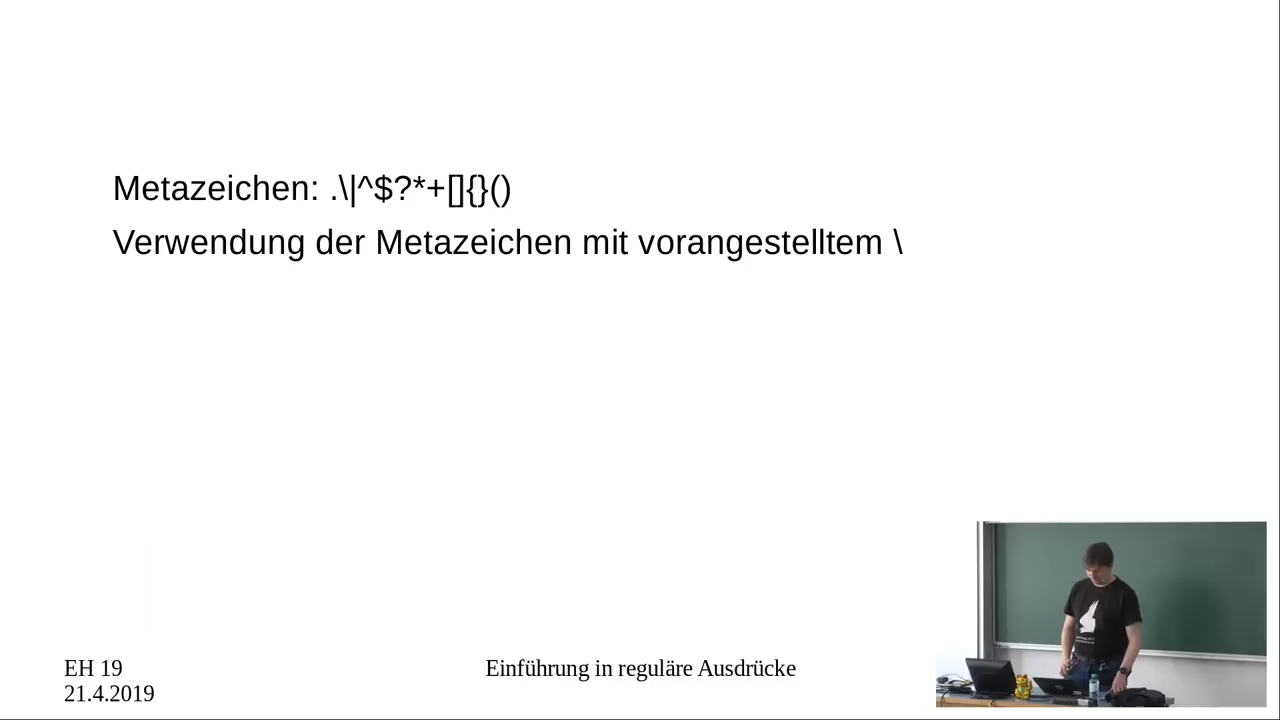 Metazeichen: .\|^$?*+[]{}()
Verwendung der Metazeichen mit vorangestelltem \
EH 19
21.4.2019
Einführung in reguläre Ausdrücke